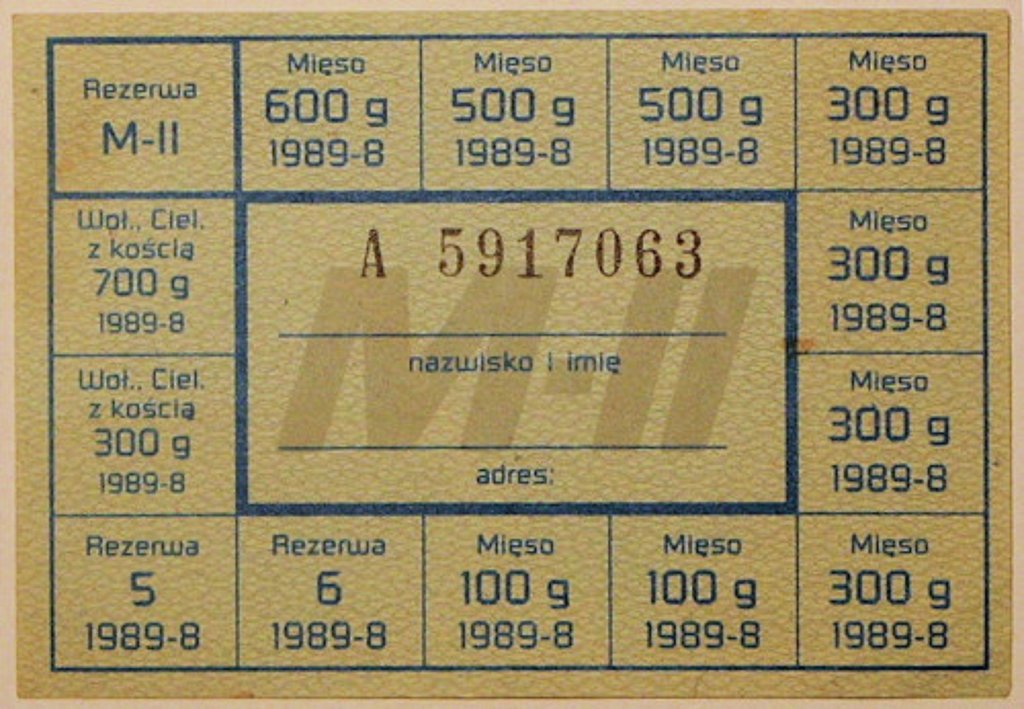 Rezerwa
M-II
Mięso
600 g
1989-8
Mięso
500 g
1989-8
Mięso
500 g
1989-8
Mięso
300 g
1989-8
Woł., Ciel.
z kością
700 g
1989-8
A 5917063
M-II
nazwisko i imię
adres:
Mięso
300 g
1989-8
Woł., Ciel.
z kością
300 g
1989-8
Mięso
300 g
1989-8
Rezerwa
5
1989-8
Rezerwa
6
1989-8
Mięso
100 g
1989-8
Mięso
100 g
1989-8
Mięso
300 g
1989-8